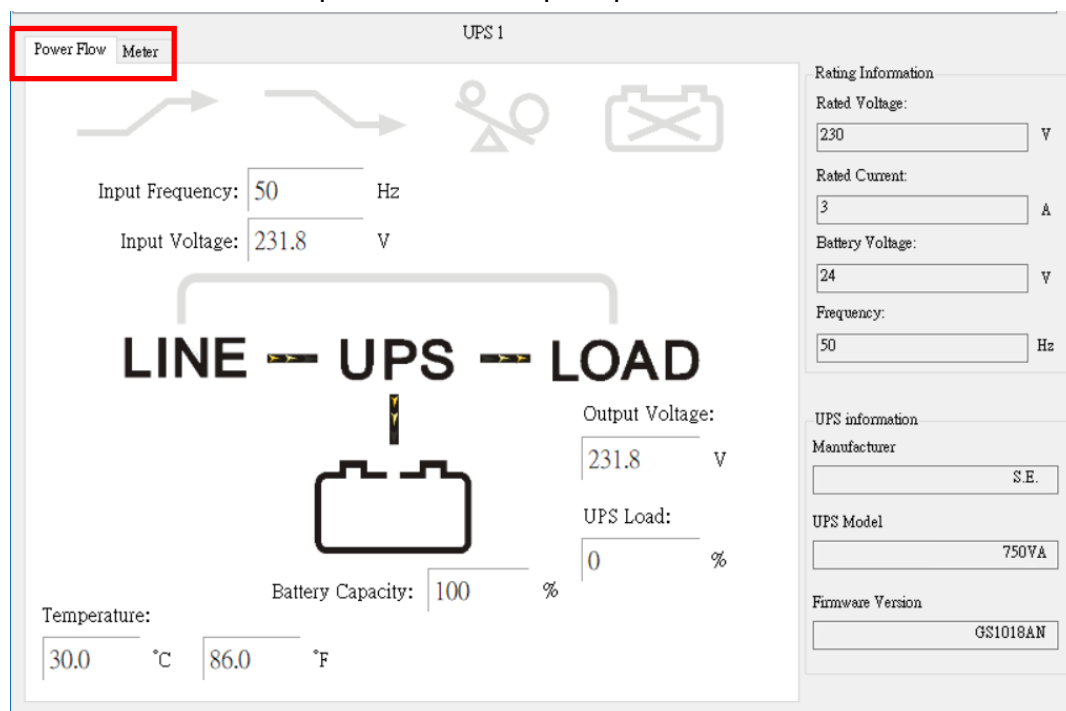 UPS 1
Power Flow Meter
Input Frequency: 50 Hz
Input Voltage: 231.8 V
LINE UPS LOAD
Output Voltage:
231.8 V
UPS Load:
0 %
Battery Capacity: 100 %
Temperature:
30.0 °C 86.0 °F
Rating Information
Rated Voltage:
230 V
Rated Current:
3 A
Battery Voltage:
24 V
Frequency:
50 Hz
UPS information
Manufacturer
S.E.
UPS Model
750VA
Firmware Version
GS1018AN